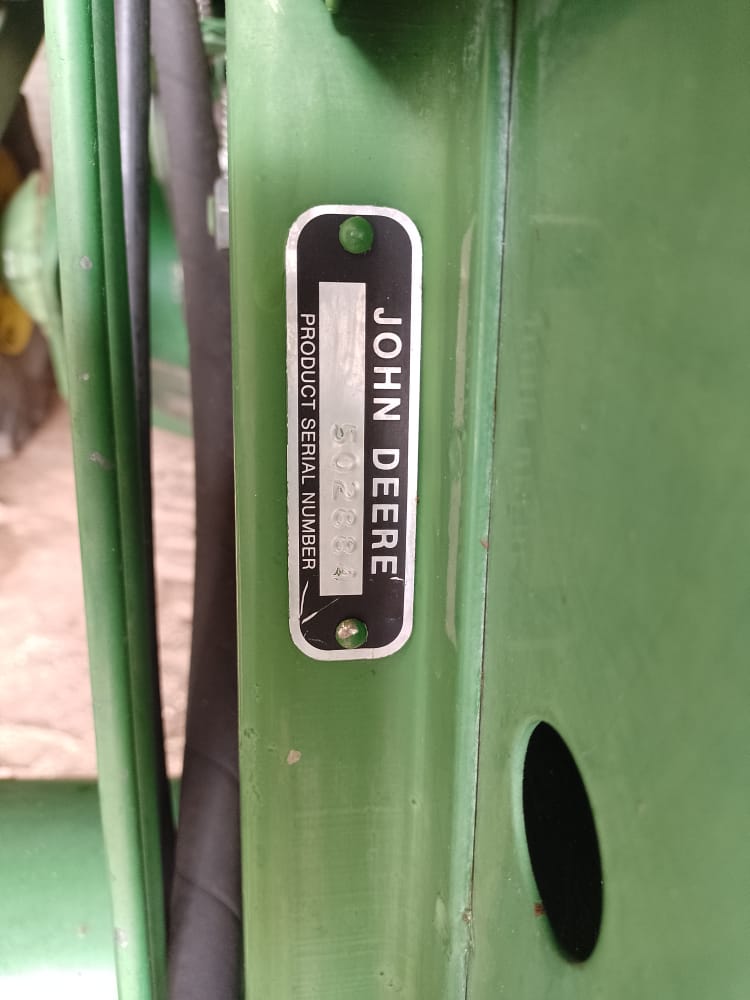 JOHN DEERE
502884
PRODUCT SERIAL NUMBER